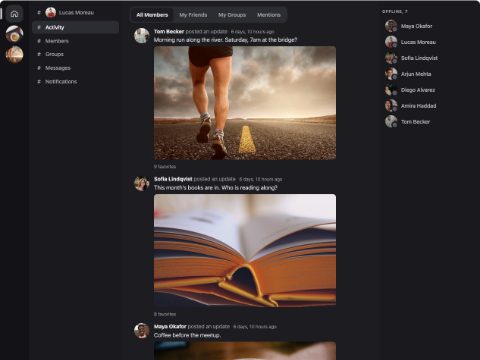 # Lucas Moreau
# Activity
# Members
# Groups
# Messages
# Notifications
All Members My Friends My Groups Mentions
Tom Becker posted an update 6 days, 10 hours ago
Morning run along the river. Saturday, 7am at the bridge?
9 favorites
Sofia Lindqvist posted an update 6 days, 10 hours ago
This month's books are in. Who is reading along?
8 favorites
Maya Okafor posted an update 6 days, 10 hours ago
Coffee before the meetup.
OFFLINE, 7
Maya Okafor
Lucas Moreau
Sofia Lindqvist
Arjun Mehta
Diego Alvarez
Amira Haddad
Tom Becker